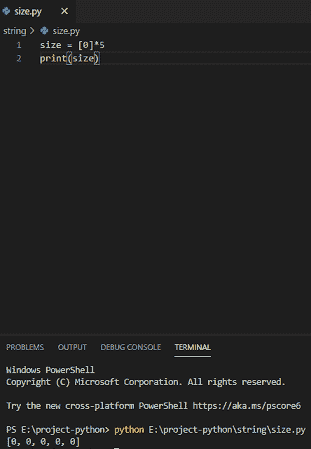 size.py ×
string > size.py
1 size = [0]*5
2 print(size)
PROBLEMS OUTPUT DEBUG CONSOLE TERMINAL
Windows PowerShell
Copyright (C) Microsoft Corporation. All rights reserved.
Try the new cross-platform PowerShell https://aka.ms/pscore6
PS E:\project-python> python E:\project-python\string\size.py
[0, 0, 0, 0, 0]